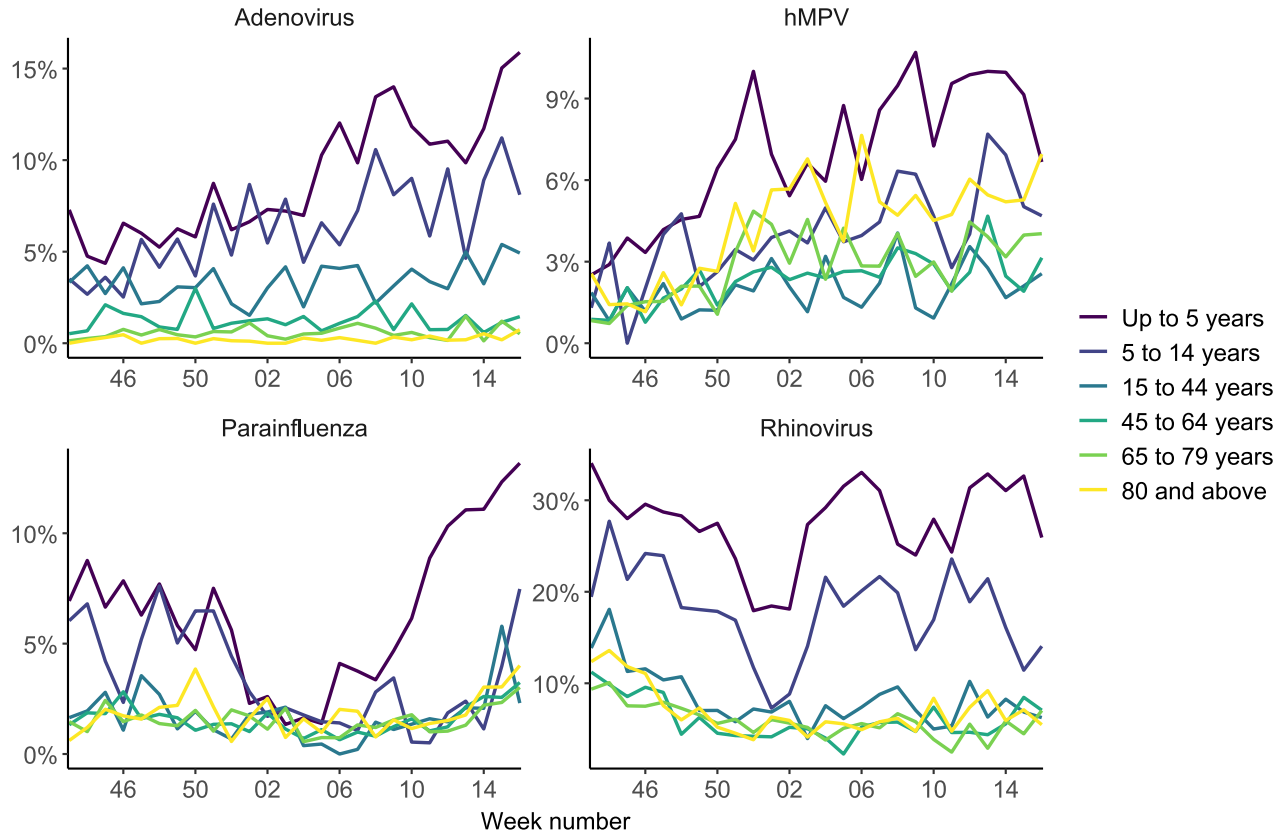 Adenovirus
hMPV
15%
10%
5%
0%
46 50 02 06 10 14
9%
6%
3%
0%
46 50 02 06 10 14
Parainfluenza
Rhinovirus
10%
5%
0%
46 50 02 06 10 14
30%
20%
10%
46 50 02 06 10 14
Week number
Up to 5 years
5 to 14 years
15 to 44 years
45 to 64 years
65 to 79 years
80 and above